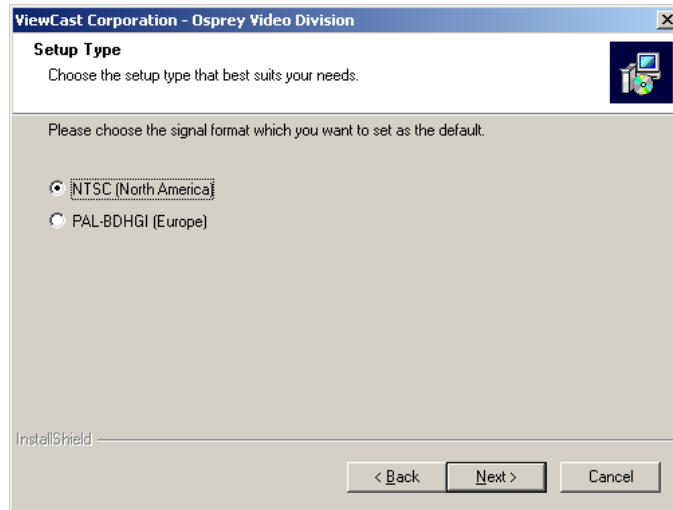 ViewCast Corporation - Osprey Video Division
Setup Type
Choose the setup type that best suits your needs.
Please choose the signal format which you want to set as the default.
NTSC (North America)
PAL-BDHGI (Europe)
InstallShield
< Back Next > Cancel